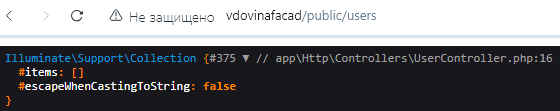 Не защищено vdovinafacad/public/users
Illuminate\Support\Collection {#375 ▼ // app\Http\Controllers\UserController.php:16
#items: []
#escapeWhenCastingToString: false
}